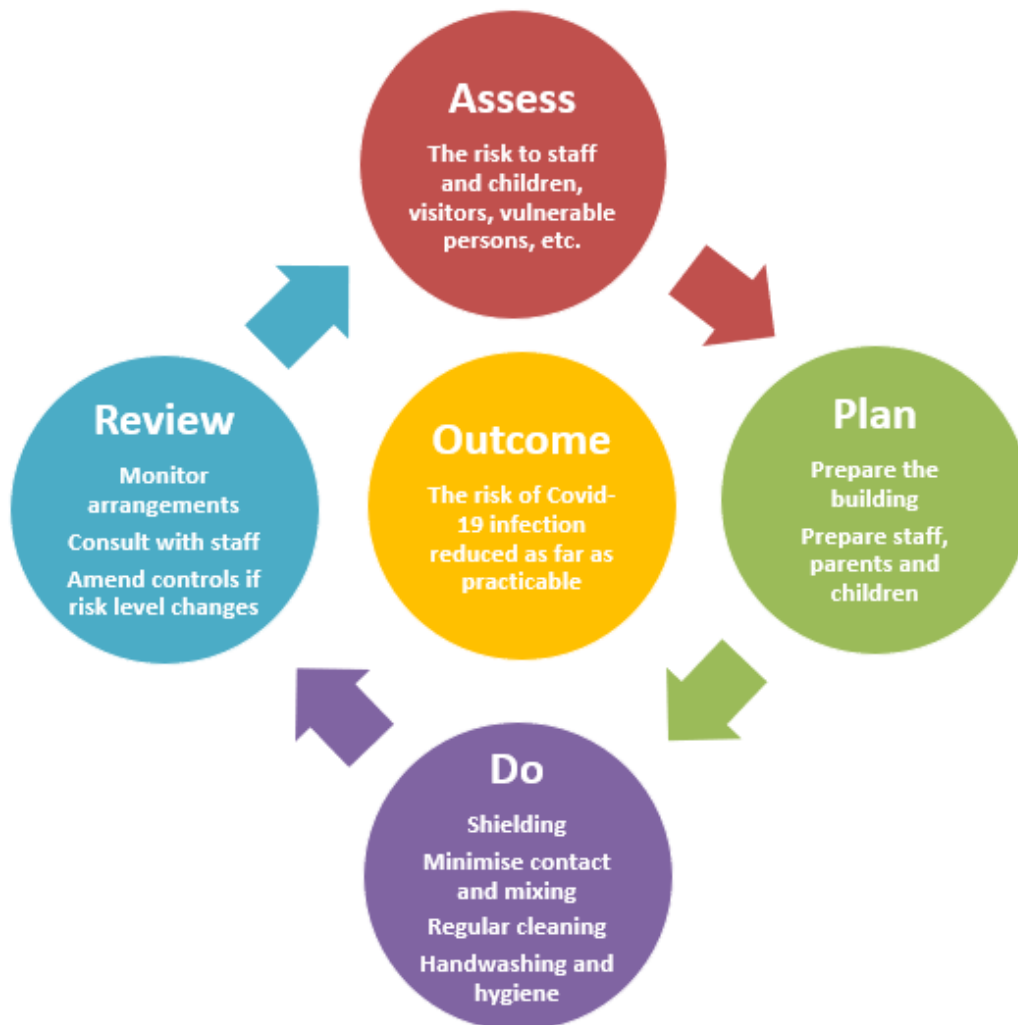 Assess
The risk to staff
and children,
visitors, vulnerable
persons, etc.
Review
Monitor
arrangements
Consult with staff
Amend controls if
risk level changes
Outcome
The risk of Covid-
19 infection
reduced as far as
practicable
Plan
Prepare the
building
Prepare staff,
parents and
children
Do
Shielding
Minimise contact
and mixing
Regular cleaning
Handwashing and
hygiene